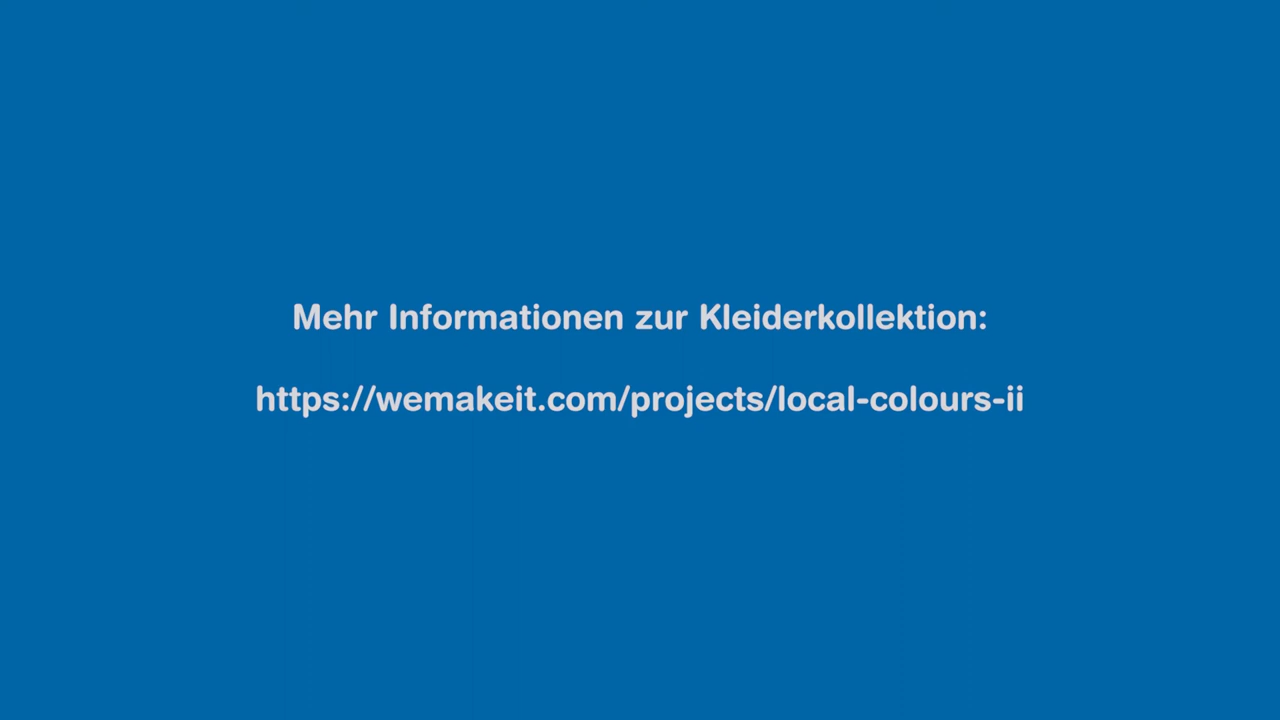 Mehr Informationen zur Kleiderkollektion:
https://wemakeit.com/projects/local-colours-ii